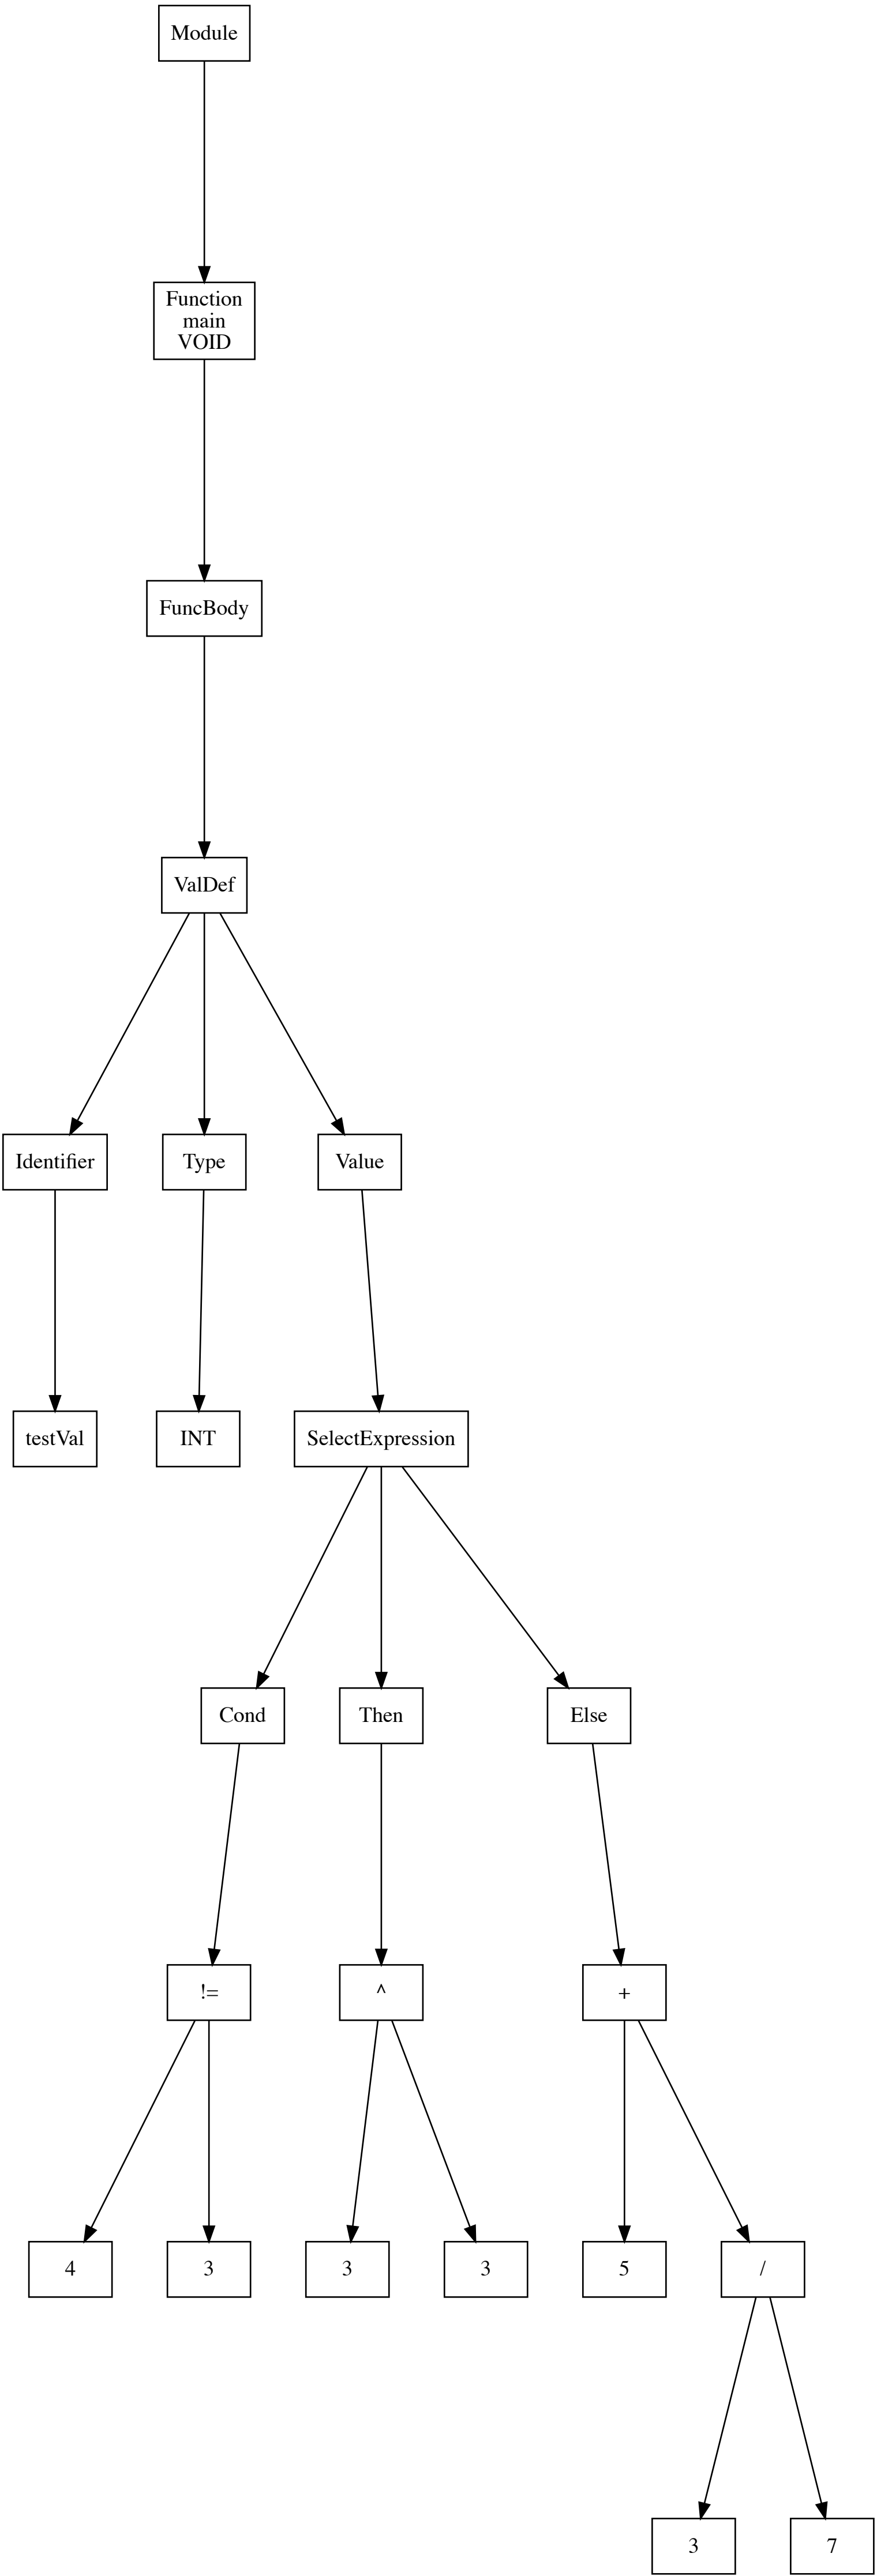 Module
Function
main
VOID
FuncBody
ValDef
Identifier
Type
Value
testVal
INT
SelectExpression
Cond
Then
Else
!=
^
+
4
3
3
3
5
/
3
7